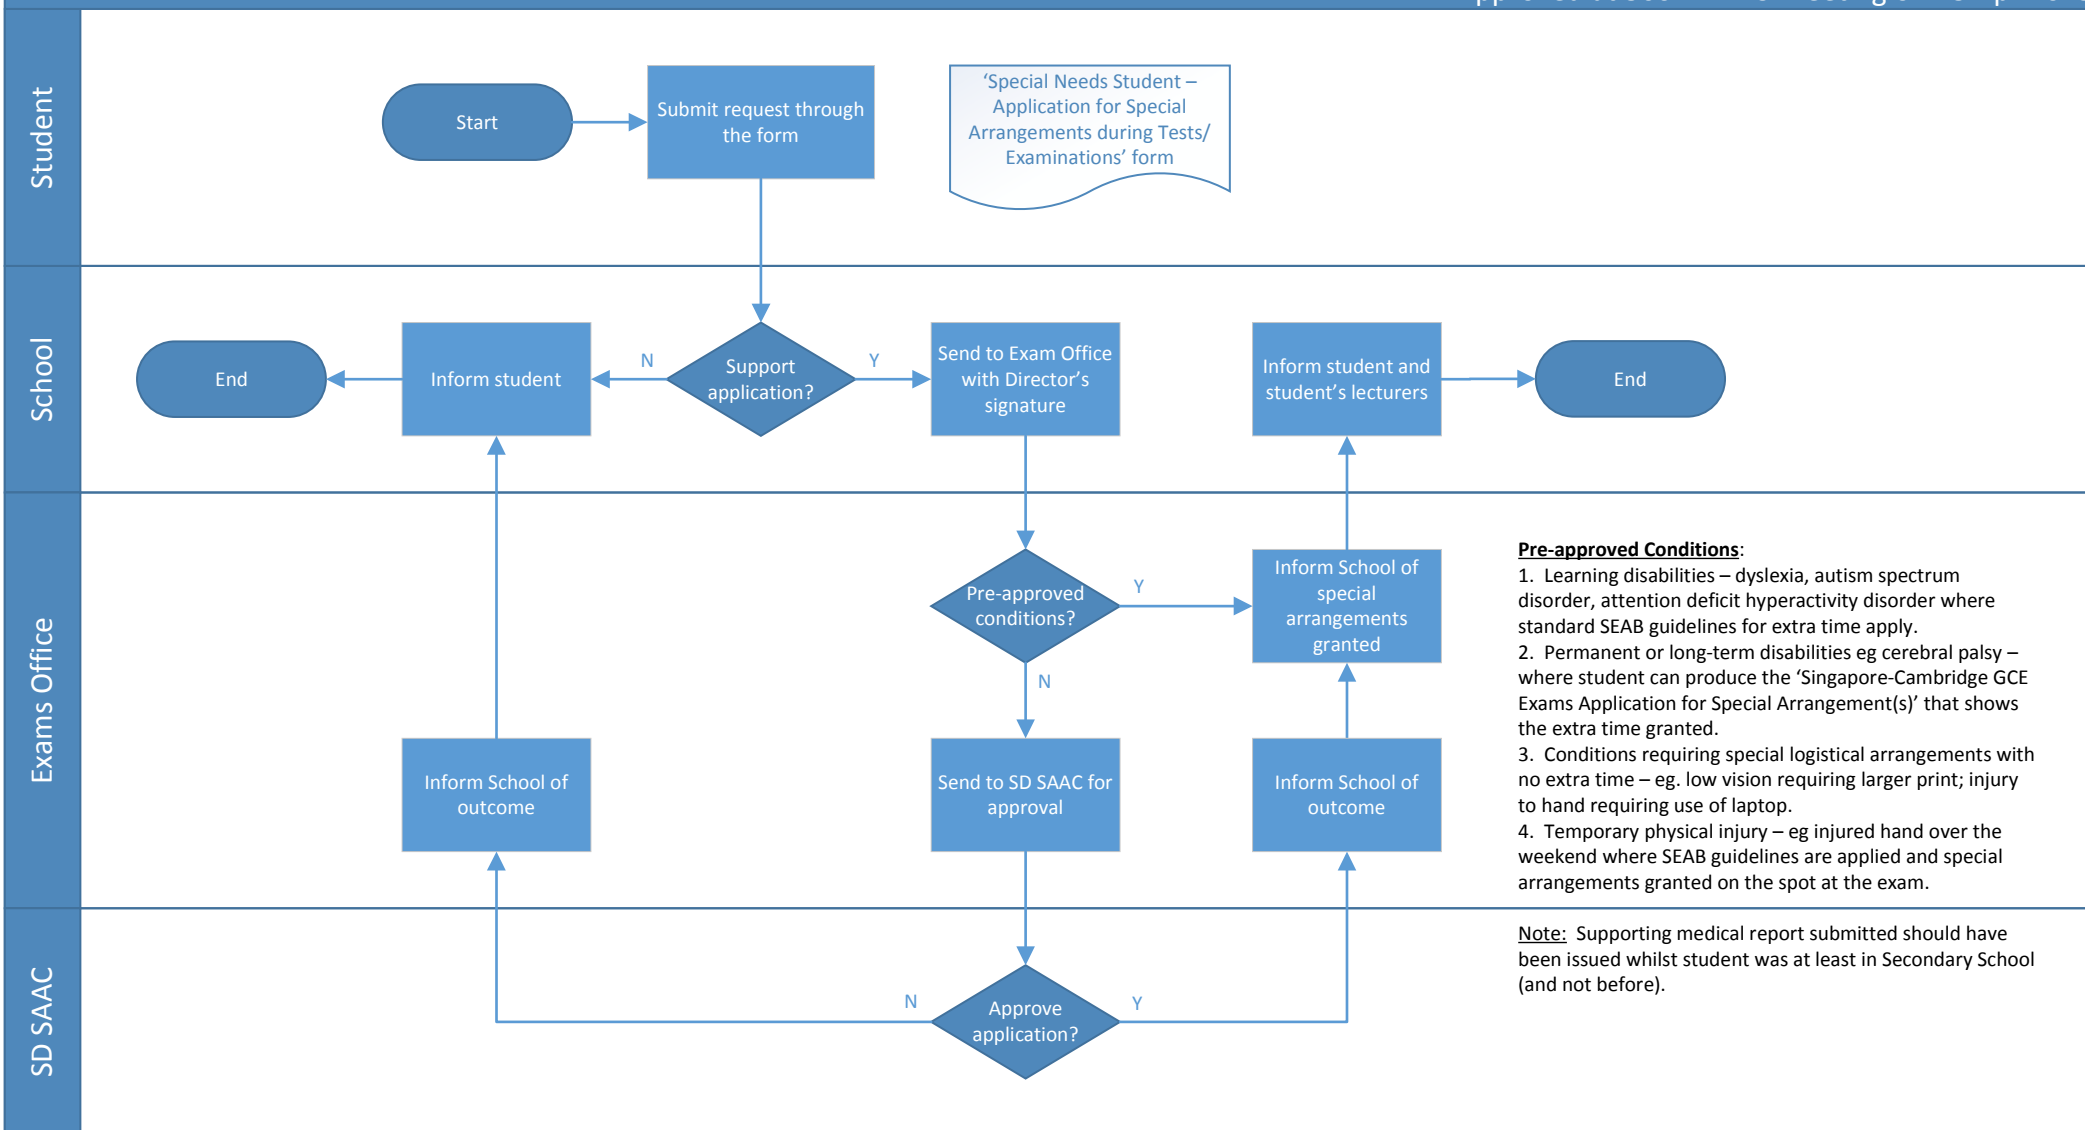 Student
Start
Submit request through
the form
‘Special Needs Student –
Application for Special
Arrangements during Tests/
Examinations’ form
School
End
Inform student
N
Support
application?
Y
Send to Exam Office
with Director’s
signature
Inform student and
student’s lecturers
End
Exams Office
Pre-approved
conditions?
Y
N
Inform School of
special
arrangements
granted
Inform School of
outcome
Send to SD SAAC for
approval
Inform School of
outcome
Pre-approved Conditions:
1. Learning disabilities – dyslexia, autism spectrum
disorder, attention deficit hyperactivity disorder where
standard SEAB guidelines for extra time apply.
2. Permanent or long-term disabilities eg cerebral palsy –
where student can produce the ‘Singapore-Cambridge GCE
Exams Application for Special Arrangement(s)’ that shows
the extra time granted.
3. Conditions requiring special logistical arrangements with
no extra time – eg. low vision requiring larger print; injury
to hand requiring use of laptop.
4. Temporary physical injury – eg injured hand over the
weekend where SEAB guidelines are applied and special
arrangements granted on the spot at the exam.
SD SAAC
N
Approve
application?
Y
Note: Supporting medical report submitted should have
been issued whilst student was at least in Secondary School
(and not before).